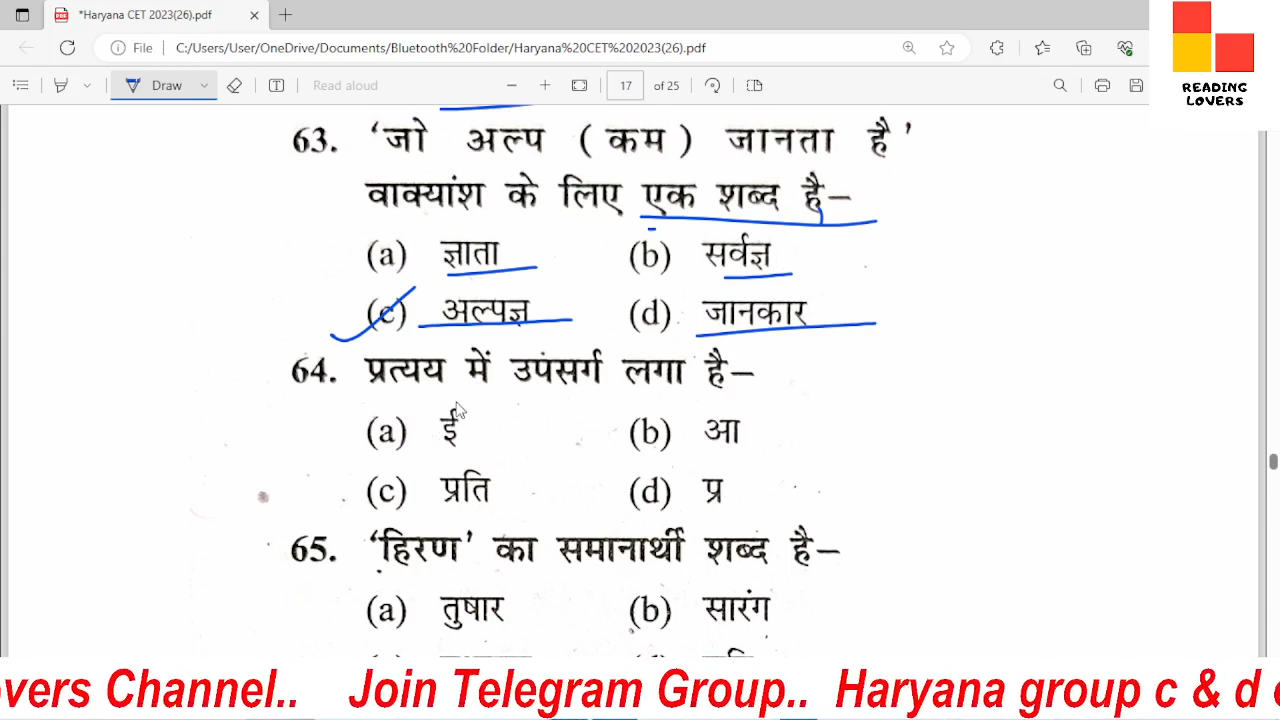 *Haryana CET 2023(26).pdf
File C:/Users/User/OneDrive/Documents/Bluetooth%20Folder/Haryana%20CET%202023(26).pdf
Draw Read aloud 17 of 25
READING
LOVERS
63. ‘जो अल्प (कम) जानता है’
वाक्यांश के लिए एक शब्द है–
(a) ज्ञाता (b) सर्वज्ञ
(c) अल्पज्ञ (d) जानकार
64. प्रत्यय में उपसर्ग लगा है–
(a) ई (b) आ
(c) प्रति (d) प्र
65. ‘हिरण’ का समानार्थी शब्द है–
(a) तुषार (b) सारंग
overs Channel.. Join Telegram Group.. Haryana group c & d